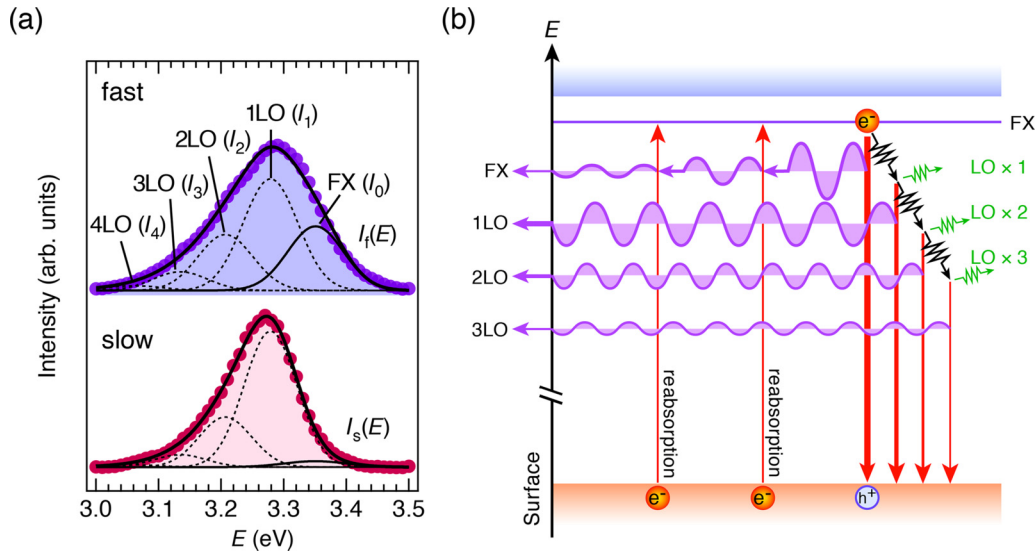 (a)
fast
1LO (I₁)
2LO (I₂)
3LO (I₃)
FX (I₀)
4LO (I₄)
I_f(E)
slow
I_s(E)
Intensity (arb. units)
3.0 3.1 3.2 3.3 3.4 3.5
E (eV)
(b)
E
e⁻
FX
FX
LO × 1
1LO
LO × 2
2LO
LO × 3
3LO
reabsorption
reabsorption
Surface
e⁻
e⁻
h⁺